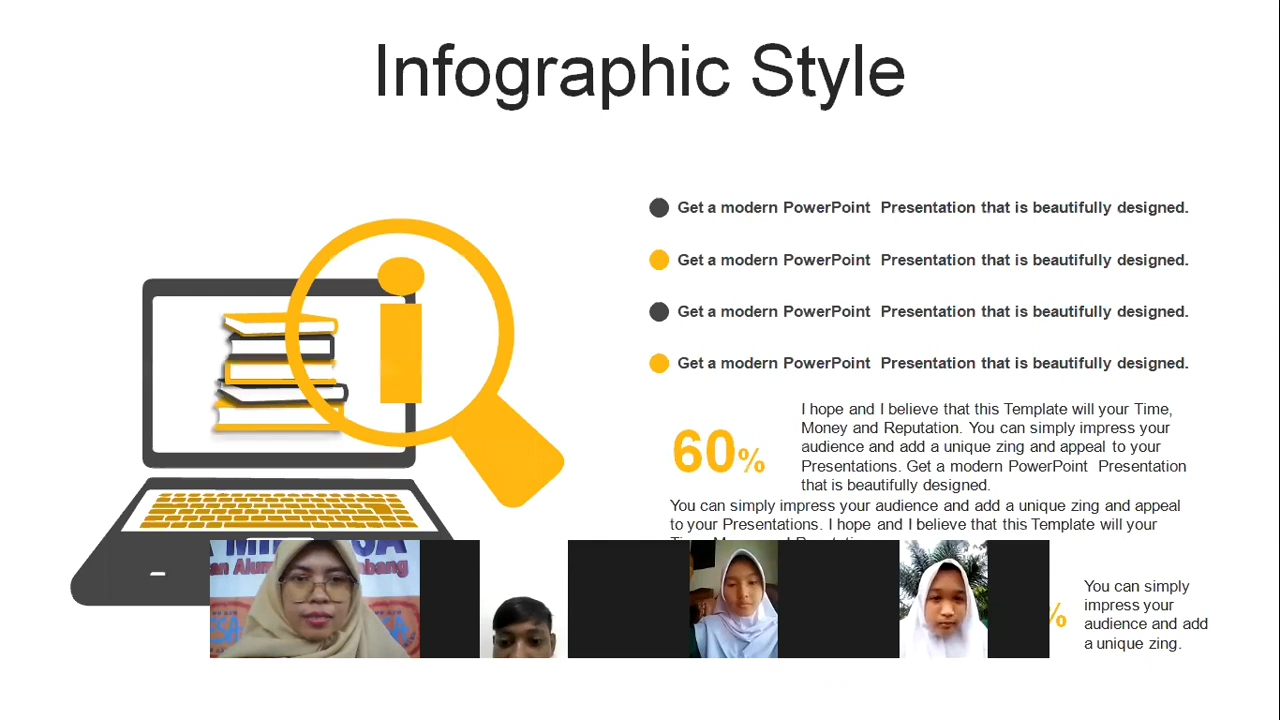 Infographic Style
Get a modern PowerPoint  Presentation that is beautifully designed.
Get a modern PowerPoint  Presentation that is beautifully designed.
Get a modern PowerPoint  Presentation that is beautifully designed.
Get a modern PowerPoint  Presentation that is beautifully designed.
60%
I hope and I believe that this Template will your Time,
Money and Reputation. You can simply impress your
audience and add a unique zing and appeal to your
Presentations. Get a modern PowerPoint  Presentation
that is beautifully designed.
You can simply impress your audience and add a unique zing and appeal
to your Presentations. I hope and I believe that this Template will your
%
You can simply
impress your
audience and add
a unique zing.